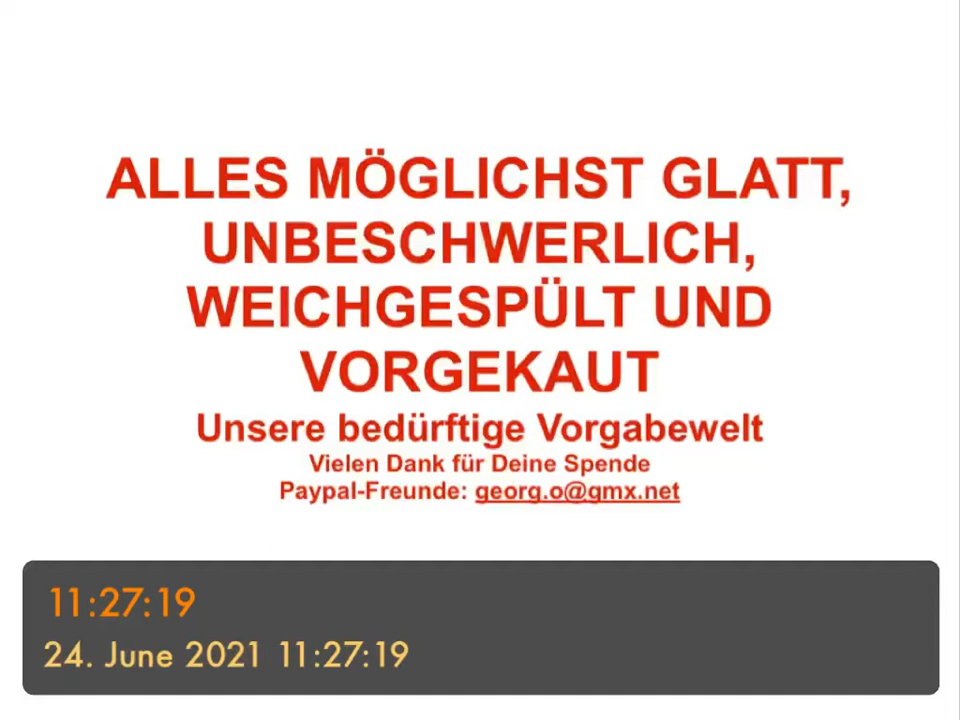 ALLES MÖGLICHST GLATT,
UNBESCHWERLICH,
WEICHGESPÜLT UND
VORGEKAUT
Unsere bedürftige Vorgabewelt
Vielen Dank für Deine Spende
Paypal-Freunde: georg.o@gmx.net
11:27:19
24. June 2021 11:27:19